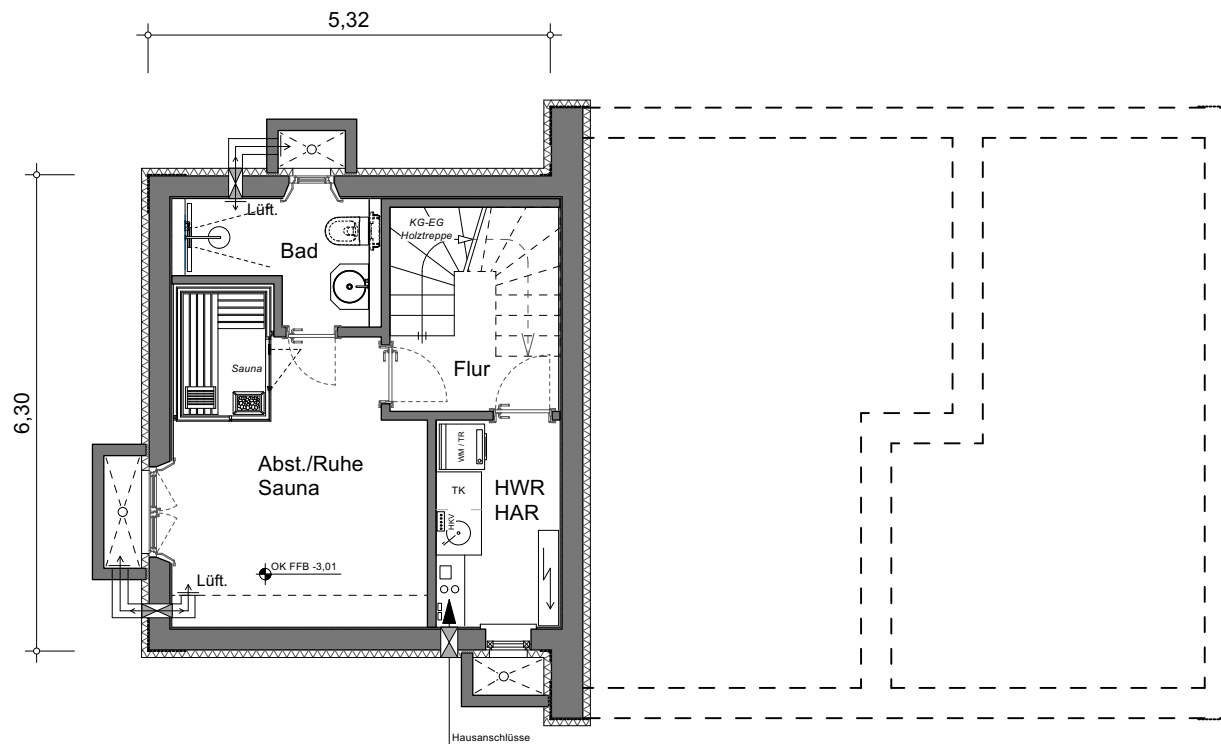 5,32
6,30
Lüft.
Bad
KG-EG
Holztreppe
Sauna
Flur
WM / TR
Abst./Ruhe
Sauna
TK
HWR
HAR
HKV
OK FFB -3,01
Lüft.
Hausanschlüsse